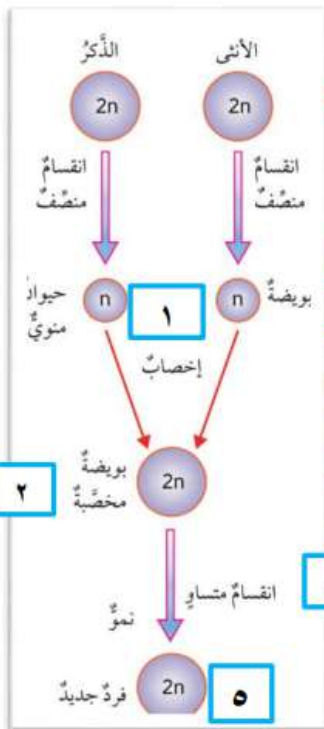 الأنثى
الذَّكرُ
2n
2n
انقسامٌ
منصِّفٌ
انقسامٌ
منصِّفٌ
بويضةٌ
n
١
n
حيوان
منويٌّ
إخصابٌ
2n
بويضةٌ
مخصَّبةٌ
٢
انقسامٌ متساوٍ
نموٌّ
٥
2n
فردٌ جديدٌ